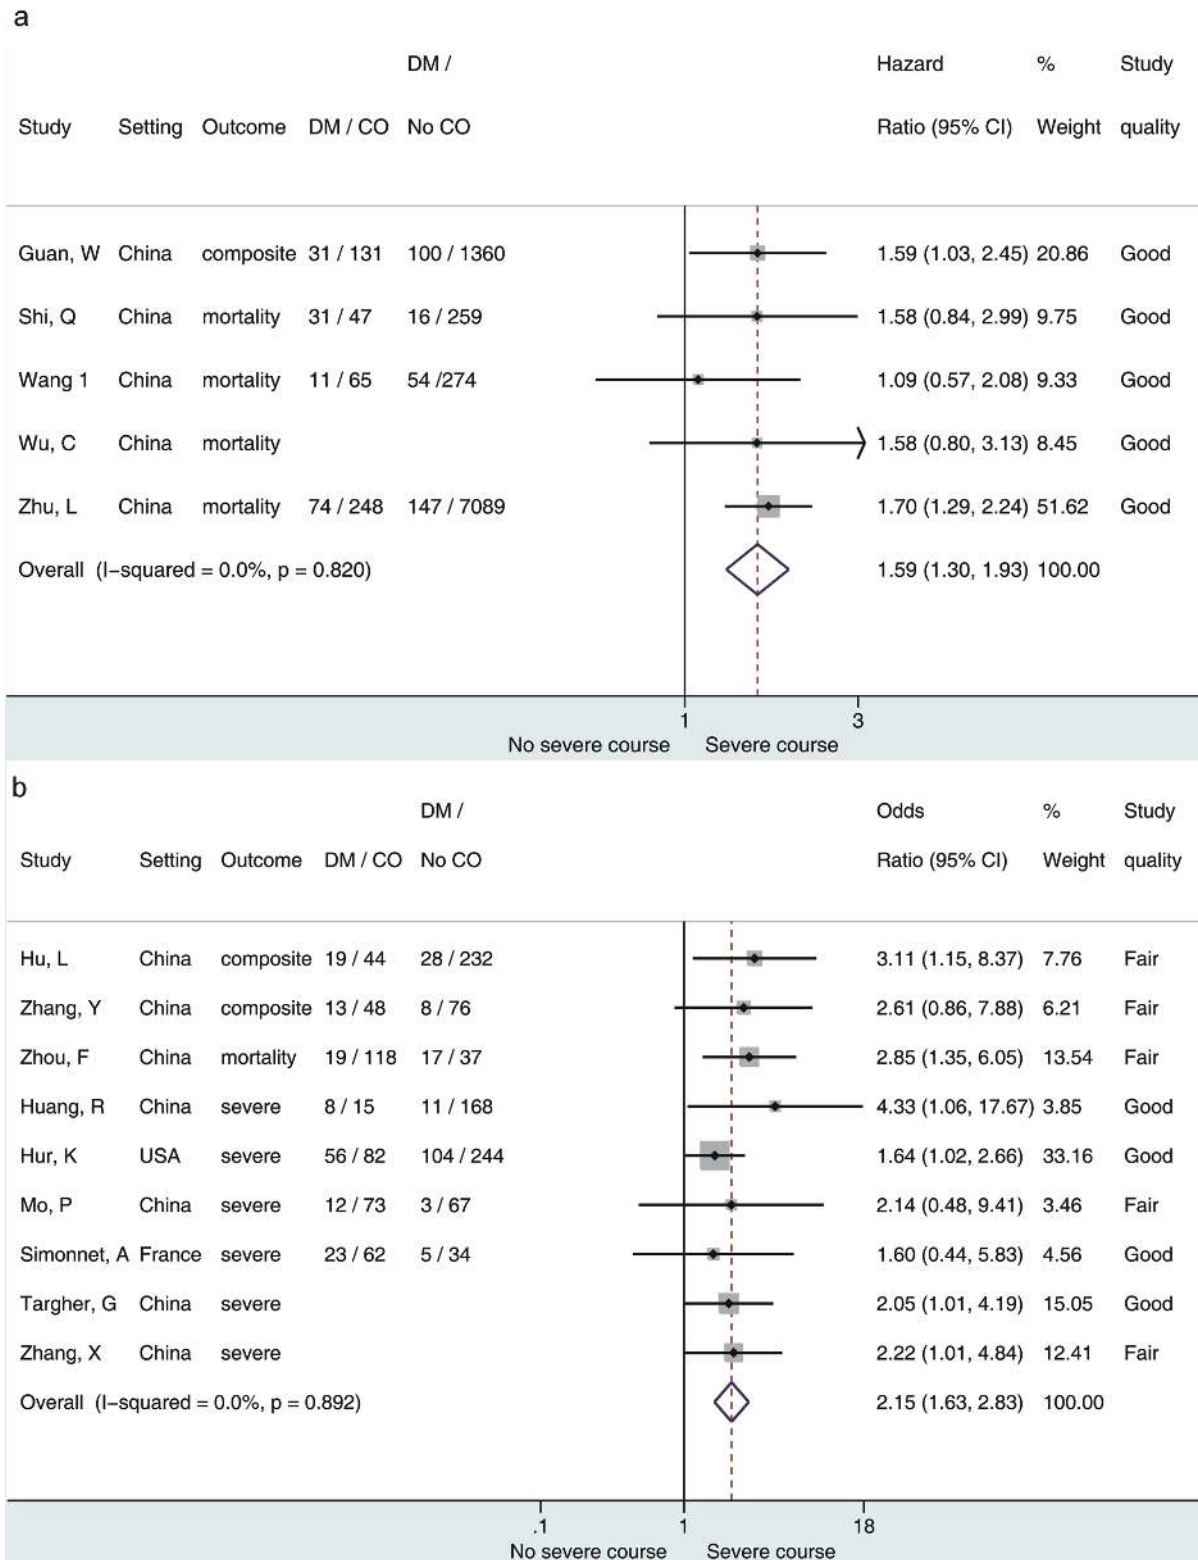 a
DM / Hazard % Study
Study Setting Outcome DM / CO No CO Ratio (95% CI) Weight quality
Guan, W China composite 31 / 131 100 / 1360 1.59 (1.03, 2.45) 20.86 Good
Shi, Q China mortality 31 / 47 16 / 259 1.58 (0.84, 2.99) 9.75 Good
Wang 1 China mortality 11 / 65 54 /274 1.09 (0.57, 2.08) 9.33 Good
Wu, C China mortality 1.58 (0.80, 3.13) 8.45 Good
Zhu, L China mortality 74 / 248 147 / 7089 1.70 (1.29, 2.24) 51.62 Good
Overall (I-squared = 0.0%, p = 0.820) 1.59 (1.30, 1.93) 100.00
1 3
No severe course Severe course
b
DM / Odds % Study
Study Setting Outcome DM / CO No CO Ratio (95% CI) Weight quality
Hu, L China composite 19 / 44 28 / 232 3.11 (1.15, 8.37) 7.76 Fair
Zhang, Y China composite 13 / 48 8 / 76 2.61 (0.86, 7.88) 6.21 Fair
Zhou, F China mortality 19 / 118 17 / 37 2.85 (1.35, 6.05) 13.54 Fair
Huang, R China severe 8 / 15 11 / 168 4.33 (1.06, 17.67) 3.85 Good
Hur, K USA severe 56 / 82 104 / 244 1.64 (1.02, 2.66) 33.16 Good
Mo, P China severe 12 / 73 3 / 67 2.14 (0.48, 9.41) 3.46 Fair
Simonnet, A France severe 23 / 62 5 / 34 1.60 (0.44, 5.83) 4.56 Good
Targher, G China severe 2.05 (1.01, 4.19) 15.05 Good
Zhang, X China severe 2.22 (1.01, 4.84) 12.41 Fair
Overall (I-squared = 0.0%, p = 0.892) 2.15 (1.63, 2.83) 100.00
.1 1 18
No severe course Severe course